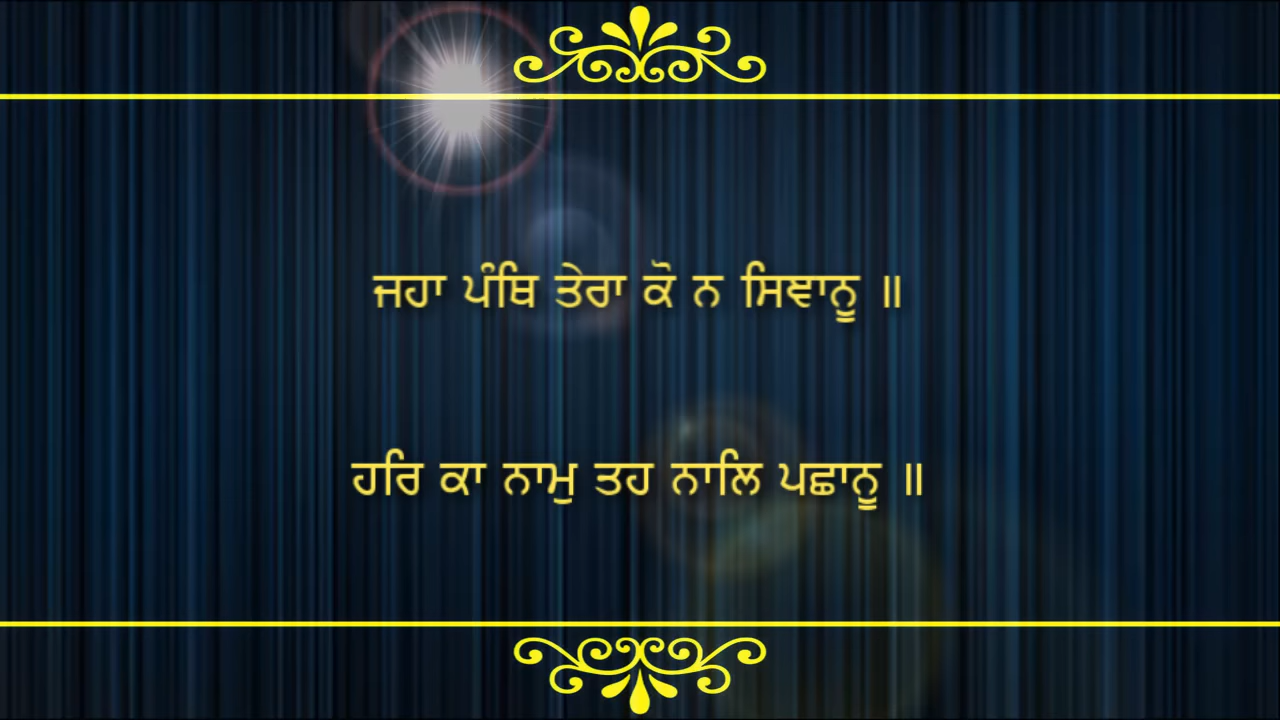 ਜਹਾ ਪੰਥਿ ਤੇਰਾ ਕੋ ਨ ਸਿਞਾਨੂ ॥
ਹਰਿ ਕਾ ਨਾਮੁ ਤਹ ਨਾਲਿ ਪਛਾਨੂ ॥